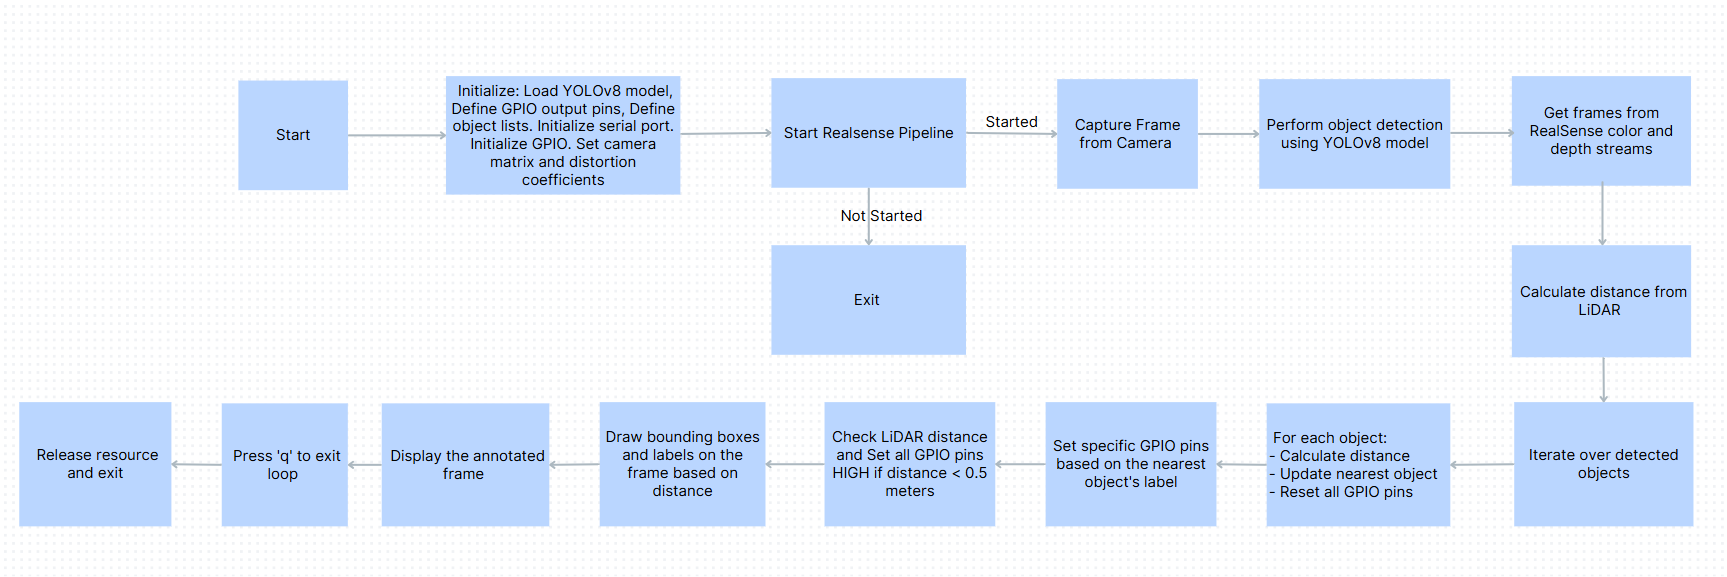 Start
Initialize: Load YOLOv8 model,
Define GPIO output pins, Define
object lists. Initialize serial port.
Initialize GPIO. Set camera
matrix and distortion
coefficients
Start Realsense Pipeline
Started
Capture Frame
from Camera
Perform object detection
using YOLOv8 model
Get frames from
RealSense color and
depth streams
Not Started
Exit
Calculate distance from
LiDAR
Iterate over detected
objects
For each object:
- Calculate distance
- Update nearest object
- Reset all GPIO pins
Set specific GPIO pins
based on the nearest
object's label
Check LiDAR distance
and Set all GPIO pins
HIGH if distance < 0.5
meters
Draw bounding boxes
and labels on the
frame based on
distance
Display the annotated
frame
Press 'q' to exit
loop
Release resource
and exit